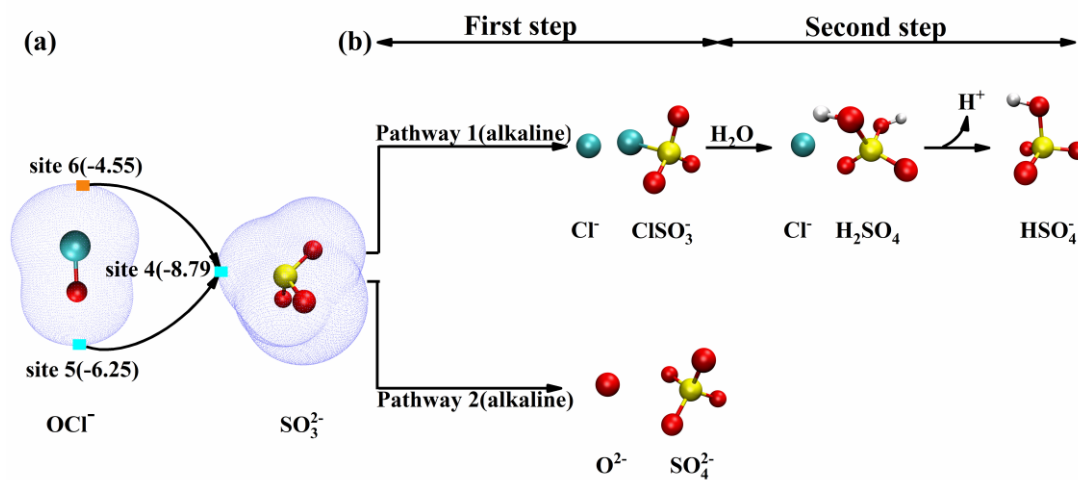 (a)
(b)
First step
Second step
Pathway 1(alkaline)
H₂O
H⁺
site 6(-4.55)
site 4(-8.79)
site 5(-6.25)
Cl⁻
ClSO₃⁻
Cl⁻
H₂SO₄
HSO₄⁻
Pathway 2(alkaline)
OCl⁻
SO₃²⁻
O²⁻
SO₄²⁻